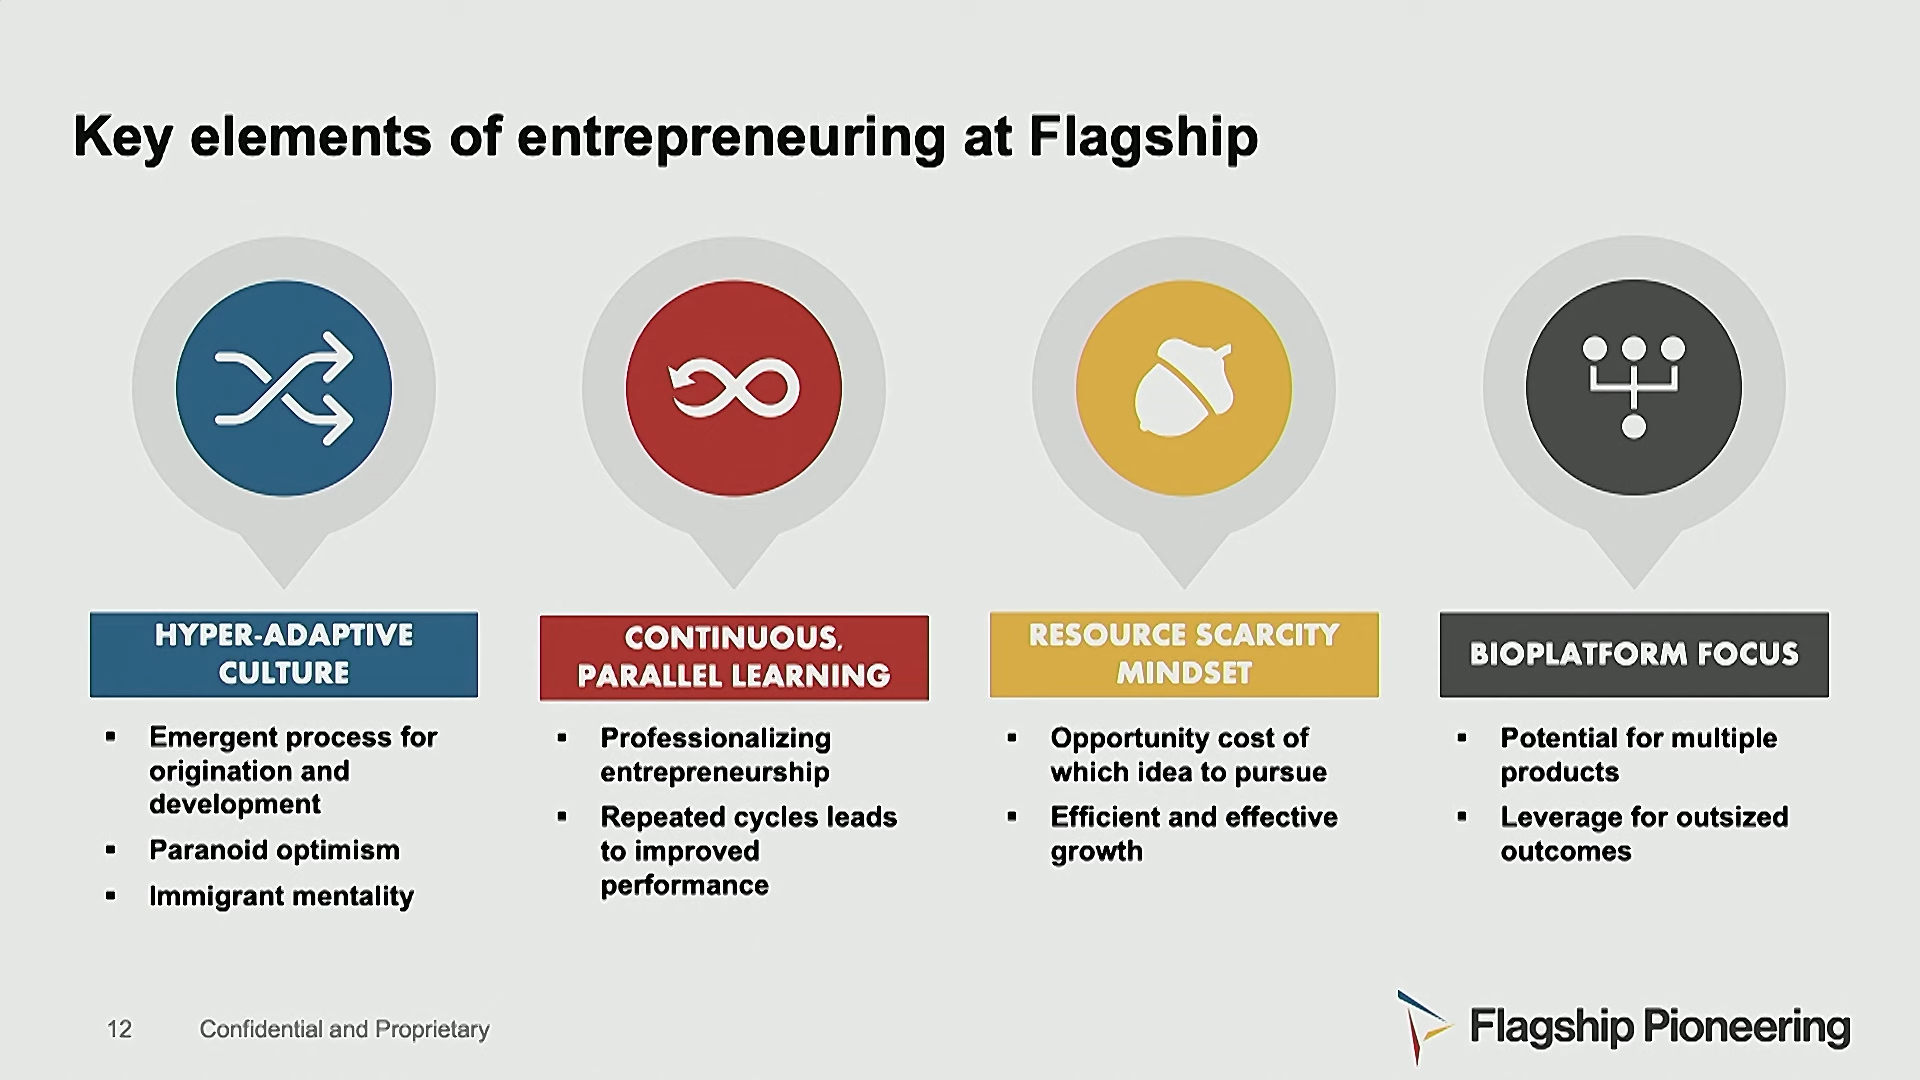 Key elements of entrepreneuring at Flagship
HYPER-ADAPTIVE
CULTURE
▪ Emergent process for
origination and
development
▪ Paranoid optimism
▪ Immigrant mentality
CONTINUOUS,
PARALLEL LEARNING
▪ Professionalizing
entrepreneurship
▪ Repeated cycles leads
to improved
performance
RESOURCE SCARCITY
MINDSET
▪ Opportunity cost of
which idea to pursue
▪ Efficient and effective
growth
BIOPLATFORM FOCUS
▪ Potential for multiple
products
▪ Leverage for outsized
outcomes
12 Confidential and Proprietary
Flagship Pioneering